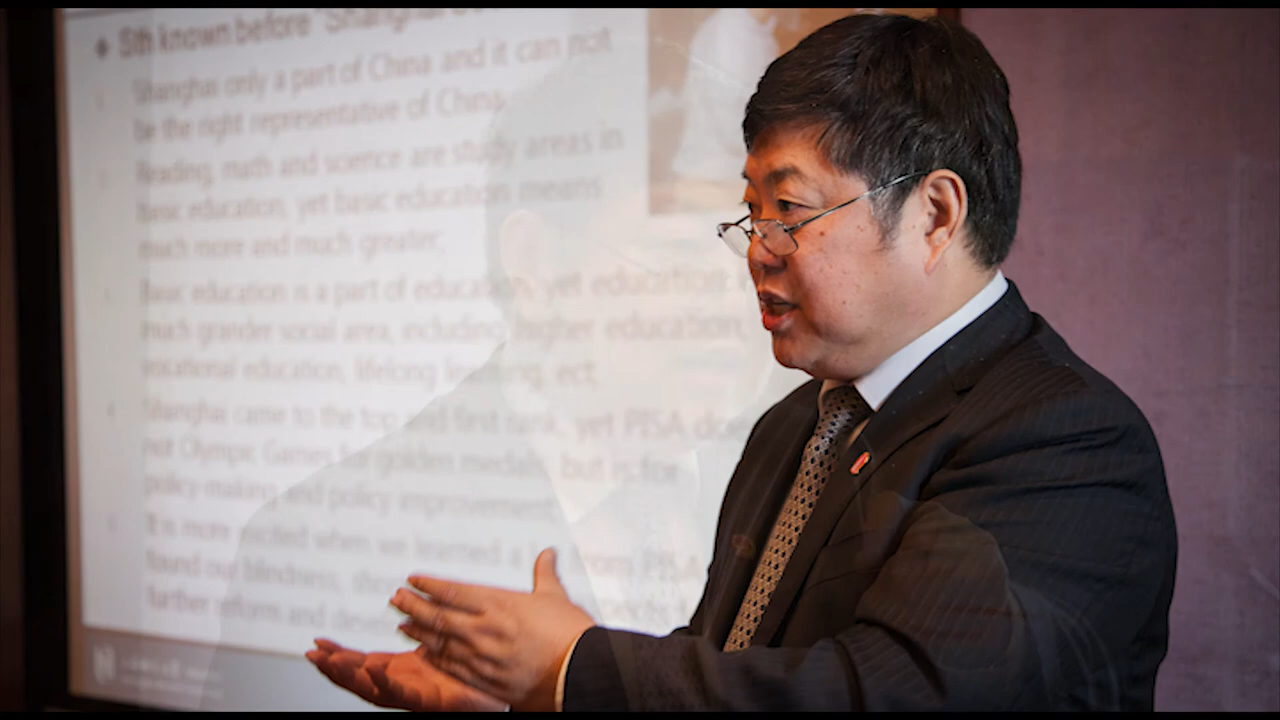 Sth known before "Shanghai
Shanghai only a part of China and it can not
be the right representative of China.
Reading, math and science are study areas in
basic education, yet basic education means
much more and much greater;
Basic education is a part of education, yet education
much grander social area, including higher education,
vocational education, lifelong learning, ect.
4 Shanghai came to the top and first rank, yet PISA does
not Olympic Games for golden medals, but is for
policy-making and policy improvement
It is more excited when we learned a lot from PISA
found our blindness,
further reform and